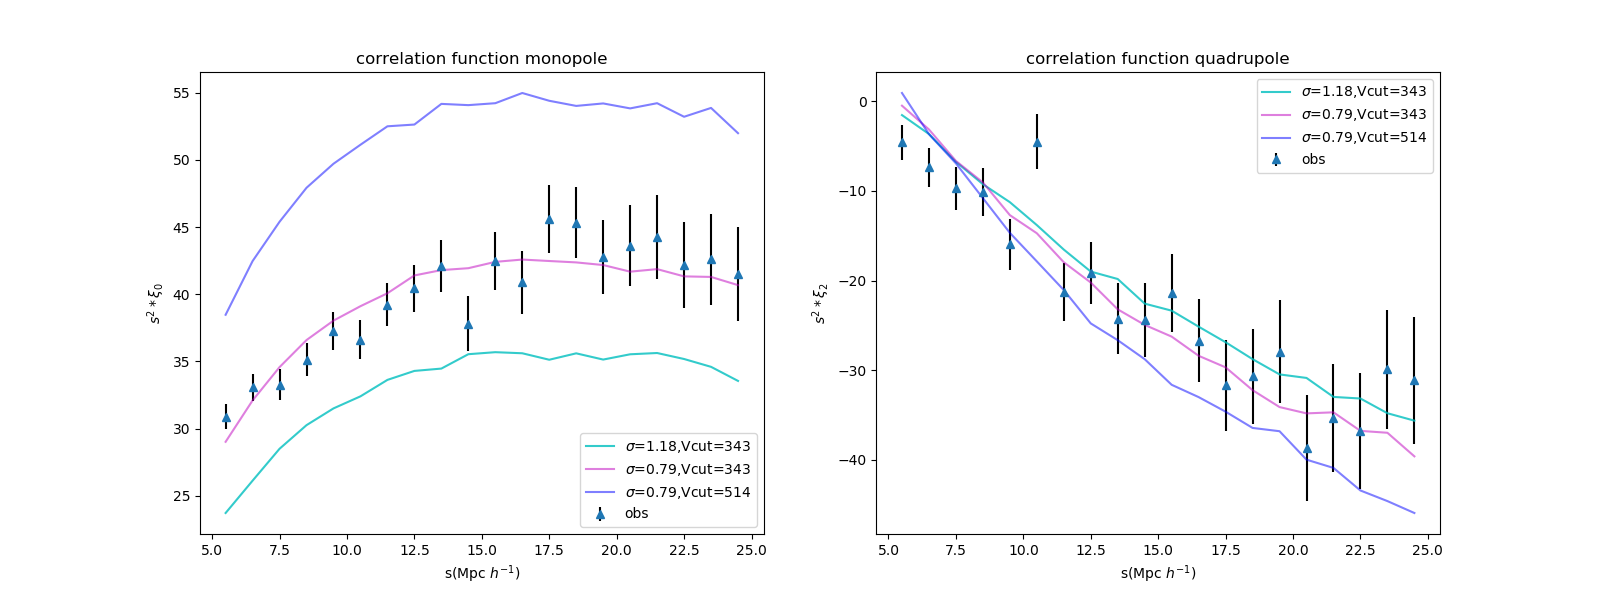 correlation function monopole
55
50
45
40
35
30
25
s² * ξ₀
5.0 7.5 10.0 12.5 15.0 17.5 20.0 22.5 25.0
s(Mpc h⁻¹)
σ=1.18,Vcut=343
σ=0.79,Vcut=343
σ=0.79,Vcut=514
obs
correlation function quadrupole
0
−10
−20
−30
−40
s² * ξ₂
5.0 7.5 10.0 12.5 15.0 17.5 20.0 22.5 25.0
s(Mpc h⁻¹)
σ=1.18,Vcut=343
σ=0.79,Vcut=343
σ=0.79,Vcut=514
obs